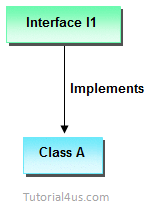 Interface I1
Implements
Class A
Tutorial4us.com